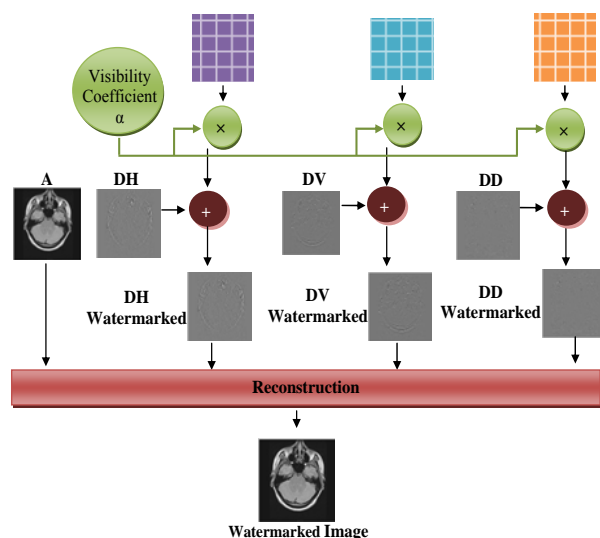 Visibility
Coefficient
α
×
×
×
A
DH
DV
DD
+
+
+
DH
Watermarked
DV
Watermarked
DD
Watermarked
Reconstruction
Watermarked Image